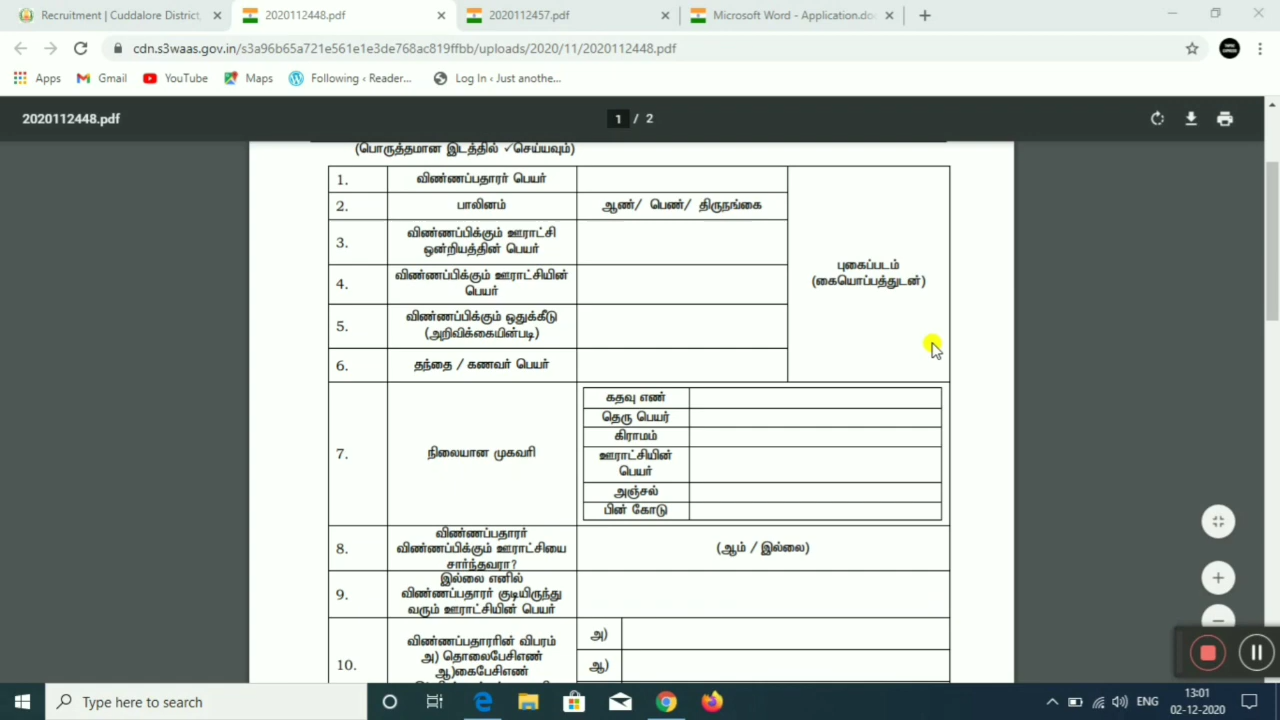 Recruitment | Cuddalore District,
2020112448.pdf
2020112457.pdf
Microsoft Word - Application.do
cdn.s3waas.gov.in/s3a96b65a721e561e1e3de768ac819ffbb/uploads/2020/11/2020112448.pdf
Apps
Gmail
YouTube
Maps
Following ‹ Reader...
Log In ‹ Just anothe...
2020112448.pdf
1 / 2
(பொருத்தமான இடத்தில் ✓செய்யவும்)
1.
விண்ணப்பதாரர் பெயர்
2.
பாலினம்
ஆண்/ பெண்/ திருநங்கை
3.
விண்ணப்பிக்கும் ஊராட்சி
ஒன்றியத்தின் பெயர்
4.
விண்ணப்பிக்கும் ஊராட்சியின்
பெயர்
5.
விண்ணப்பிக்கும் ஒதுக்கீடு
(அறிவிக்கையின்படி)
6.
தந்தை / கணவர் பெயர்
புகைப்படம்
(கையொப்பத்துடன்)
7.
நிலையான முகவரி
கதவு எண்
தெரு பெயர்
கிராமம்
ஊராட்சியின்
பெயர்
அஞ்சல்
பின் கோடு
8.
விண்ணப்பதாரர்
விண்ணப்பிக்கும் ஊராட்சியை
சார்ந்தவரா?
(ஆம் / இல்லை)
9.
இல்லை எனில்
விண்ணப்பதாரர் குடியிருந்து
வரும் ஊராட்சியின் பெயர்
10.
விண்ணப்பதாரரின் விபரம்
அ) தொலைபேசிஎண்
ஆ)கைபேசிஎண்
அ)
ஆ)
Type here to search
ENG
13:01
02-12-2020